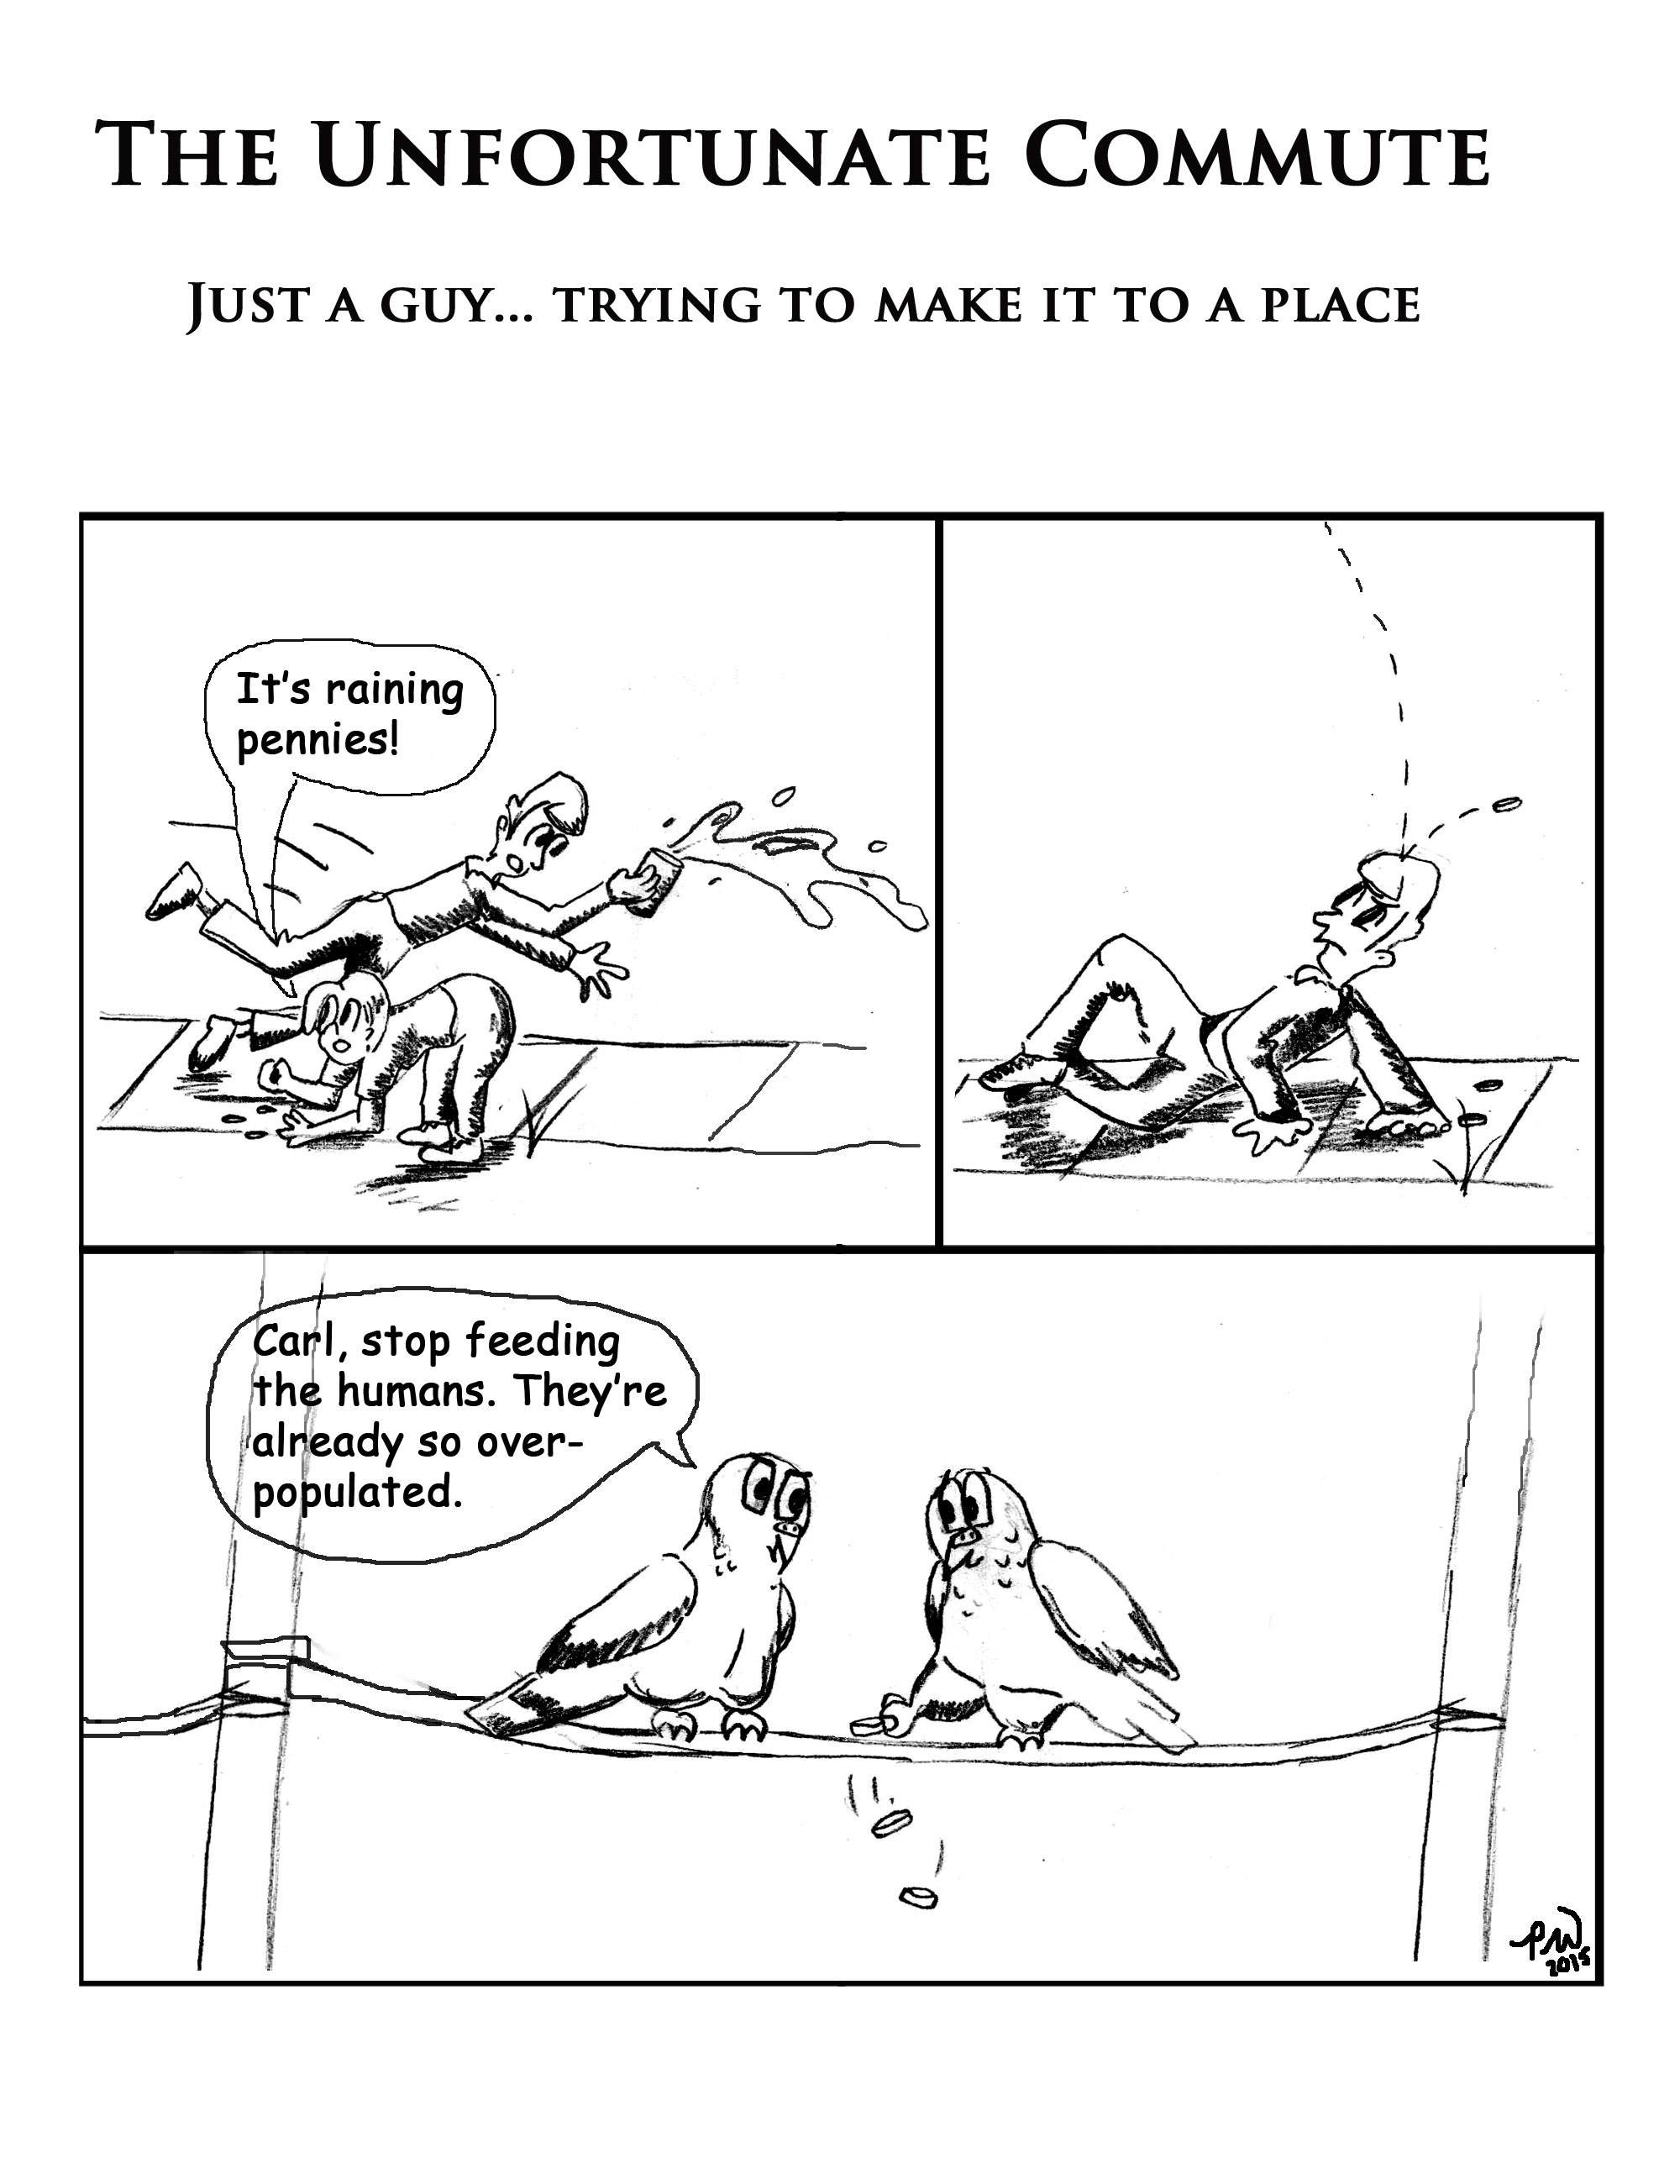 The Unfortunate Commute
Just a guy... trying to make it to a place
It's raining
pennies!
Carl, stop feeding
the humans. They're
already so over-
populated.
PW
2015